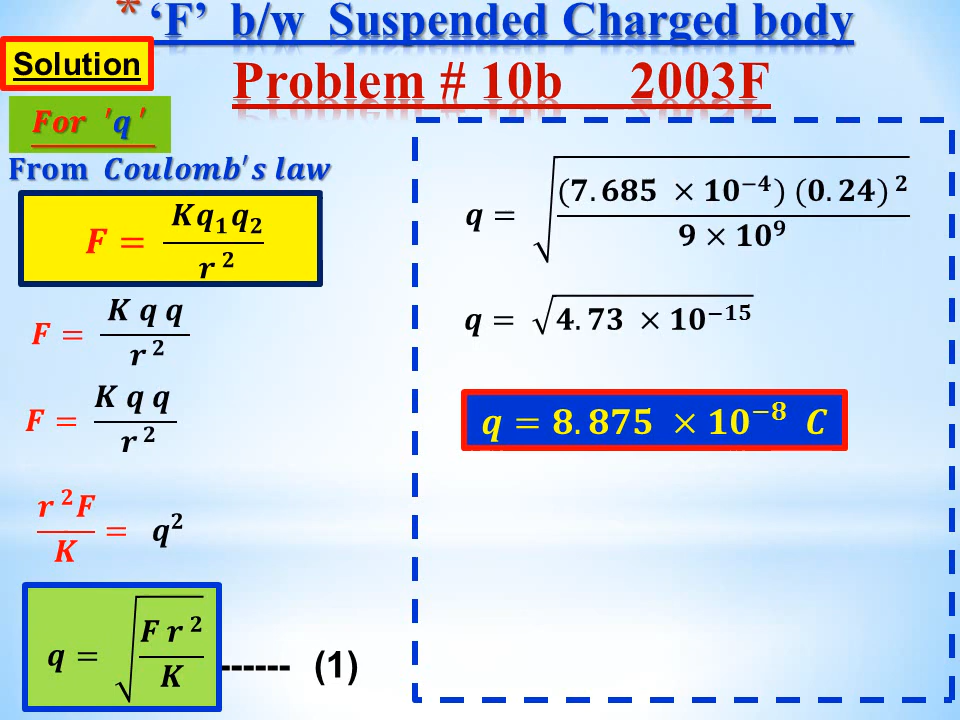 * ‘F’ b/w Suspended Charged body
Solution
Problem # 10b 2003F
For 'q'
From Coulomb's law
F = Kq₁q₂ / r²
F = K q q / r²
F = K q q / r²
r²F / K = q²
q = √(F r² / K) ------ (1)
q = √((7.685 × 10⁻⁴) (0.24)² / 9 × 10⁹)
q = √(4.73 × 10⁻¹⁵)
q = 8.875 × 10⁻⁸ C